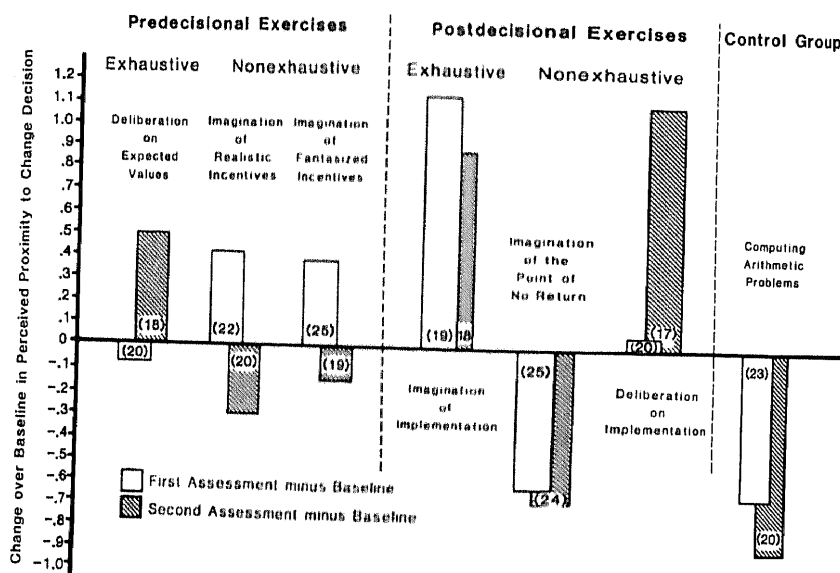 Predecisional Exercises
Postdecisional Exercises
Control Group
Exhaustive
Nonexhaustive
Exhaustive
Nonexhaustive
Change over Baseline in Perceived Proximity to Change Decision
1.2
1.1
1.0
.9
.8
.7
.6
.5
.4
.3
.2
.1
0
-.1
-.2
-.3
-.4
-.5
-.6
-.7
-.8
-.9
-1.0
Deliberation
on
Expected
Values
Imagination
of
Realistic
Incentives
Imagination
of
Fantasized
Incentives
Imagination
of the
Point of
No Return
Computing
Arithmetic
Problems
(18)
(20)
(22)
(20)
(25)
(19)
(19)
18
(25)
(24)
(20)
(17)
(23)
(20)
Imagination
of
Implementation
Deliberation
on
Implementation
First Assessment minus Baseline
Second Assessment minus Baseline